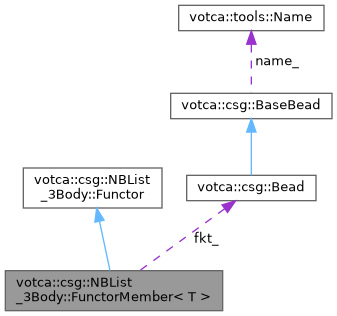 votca::tools::Name
name_
votca::csg::BaseBead
votca::csg::NBList
_3Body::Functor
votca::csg::Bead
fkt_
votca::csg::NBList
_3Body::FunctorMember< T >